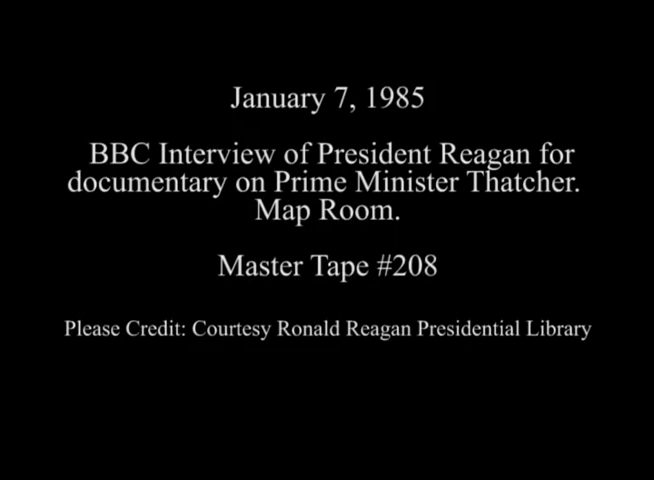 January 7, 1985
BBC Interview of President Reagan for
documentary on Prime Minister Thatcher.
Map Room.
Master Tape #208
Please Credit: Courtesy Ronald Reagan Presidential Library